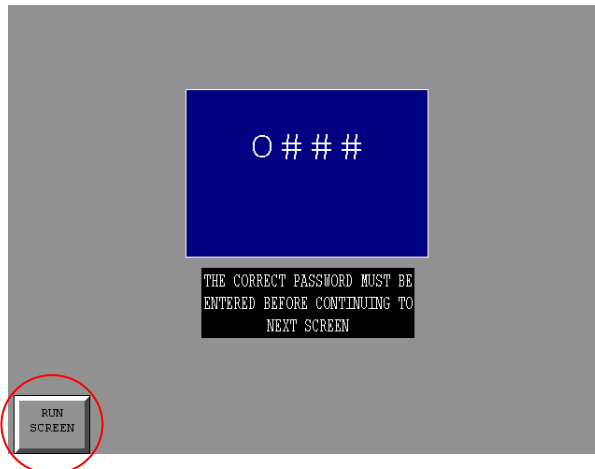 O###
THE CORRECT PASSWORD MUST BE
ENTERED BEFORE CONTINUING TO
NEXT SCREEN
RUN
SCREEN